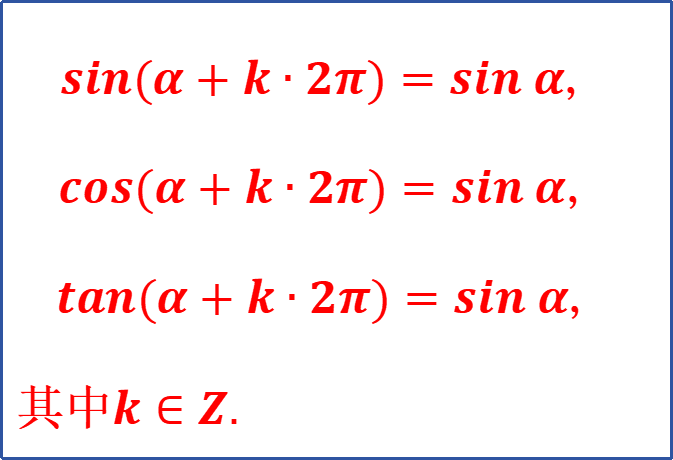 sin(α + k · 2π) = sin α,
cos(α + k · 2π) = sin α,
tan(α + k · 2π) = sin α,
其中k ∈ Z.